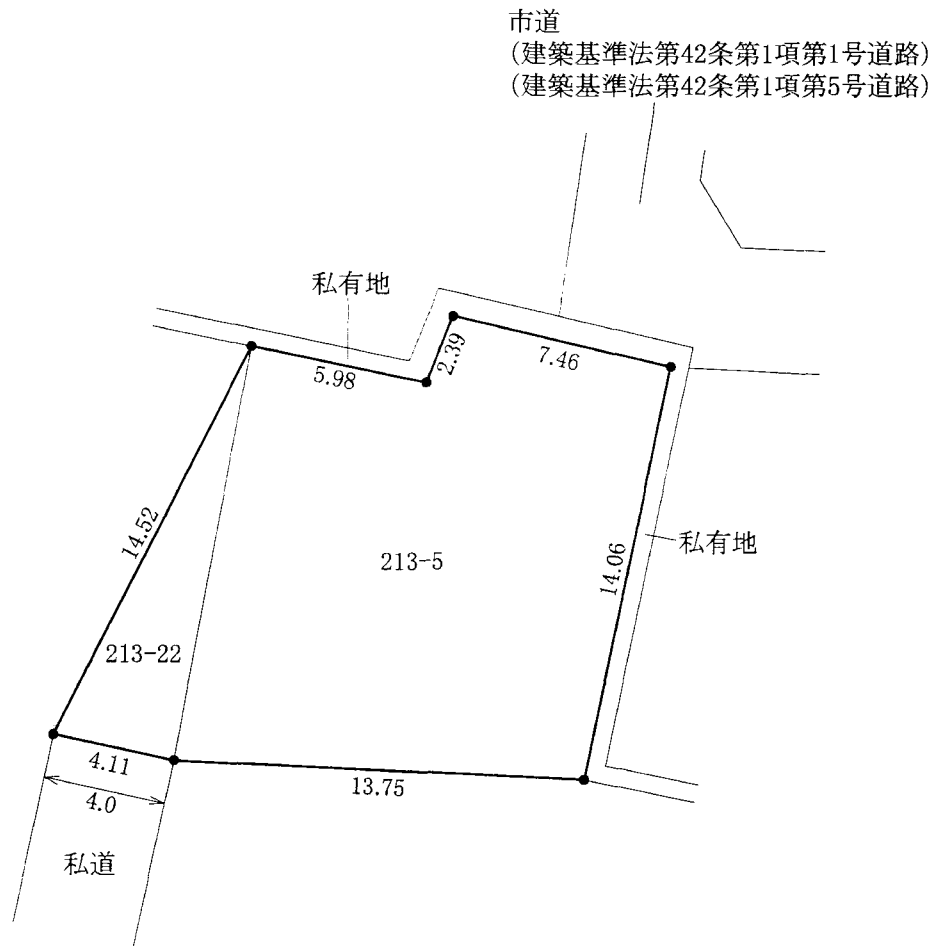 市道
(建築基準法第42条第1項第1号道路)
(建築基準法第42条第1項第5号道路)
私有地
2.39
7.46
5.98
14.52
213-5
14.06
私有地
213-22
4.11
13.75
4.0
私道